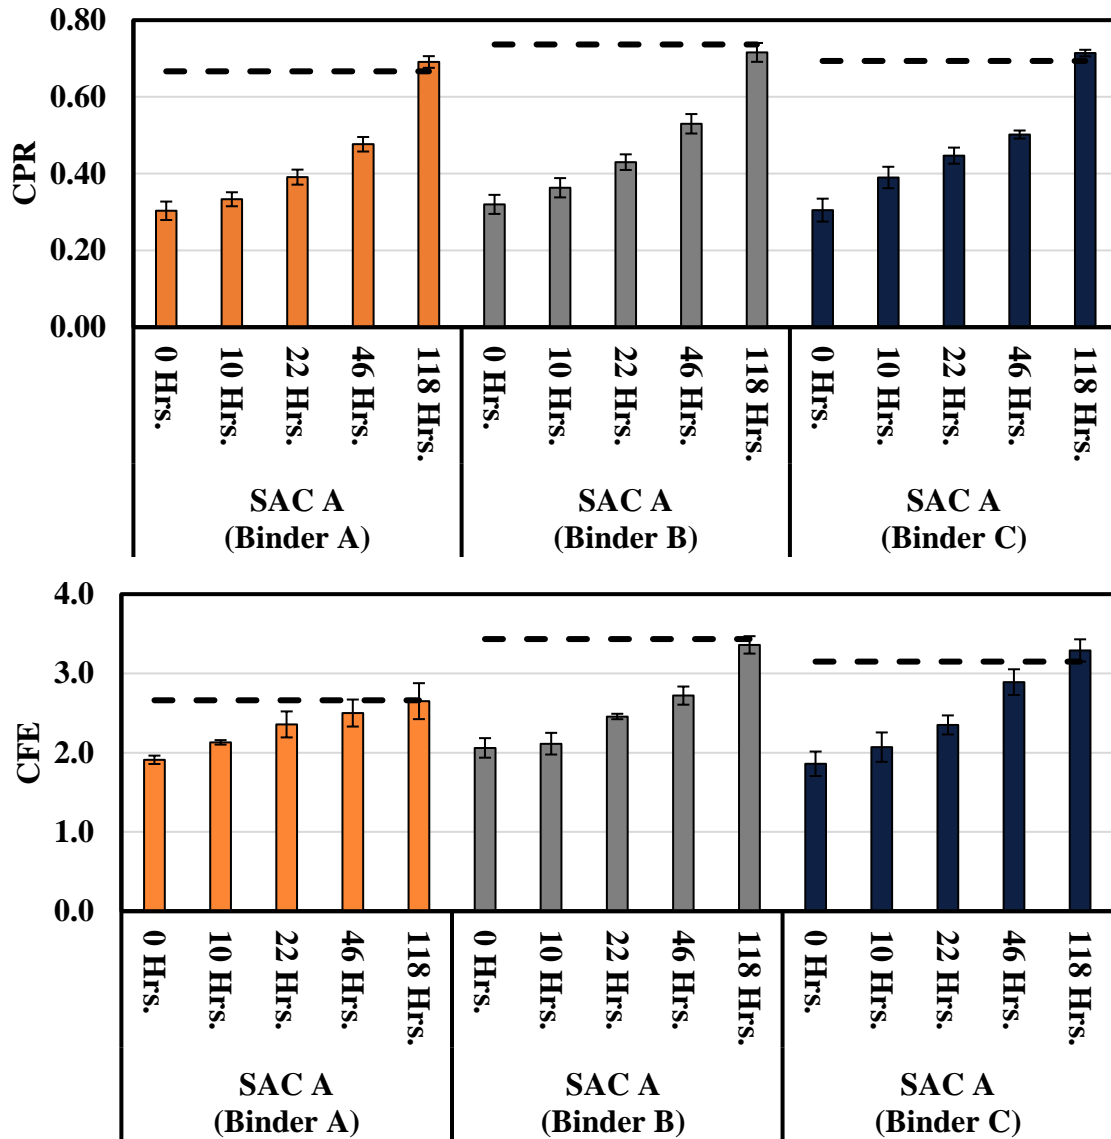 0.80
0.60
0.40
0.20
0.00
CPR
0 Hrs.
10 Hrs.
22 Hrs.
46 Hrs.
118 Hrs.
0 Hrs.
10 Hrs.
22 Hrs.
46 Hrs.
118 Hrs.
0 Hrs.
10 Hrs.
22 Hrs.
46 Hrs.
118 Hrs.
SAC A
(Binder A)
SAC A
(Binder B)
SAC A
(Binder C)
4.0
3.0
2.0
1.0
0.0
CFE
0 Hrs.
10 Hrs.
22 Hrs.
46 Hrs.
118 Hrs.
0 Hrs.
10 Hrs.
22 Hrs.
46 Hrs.
118 Hrs.
0 Hrs.
10 Hrs.
22 Hrs.
46 Hrs.
118 Hrs.
SAC A
(Binder A)
SAC A
(Binder B)
SAC A
(Binder C)